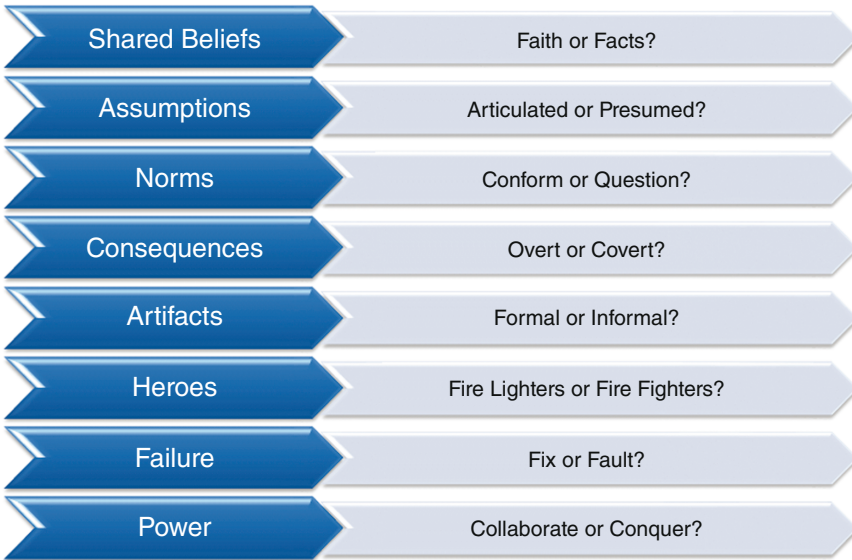 Shared Beliefs
Faith or Facts?
Assumptions
Articulated or Presumed?
Norms
Conform or Question?
Consequences
Overt or Covert?
Artifacts
Formal or Informal?
Heroes
Fire Lighters or Fire Fighters?
Failure
Fix or Fault?
Power
Collaborate or Conquer?